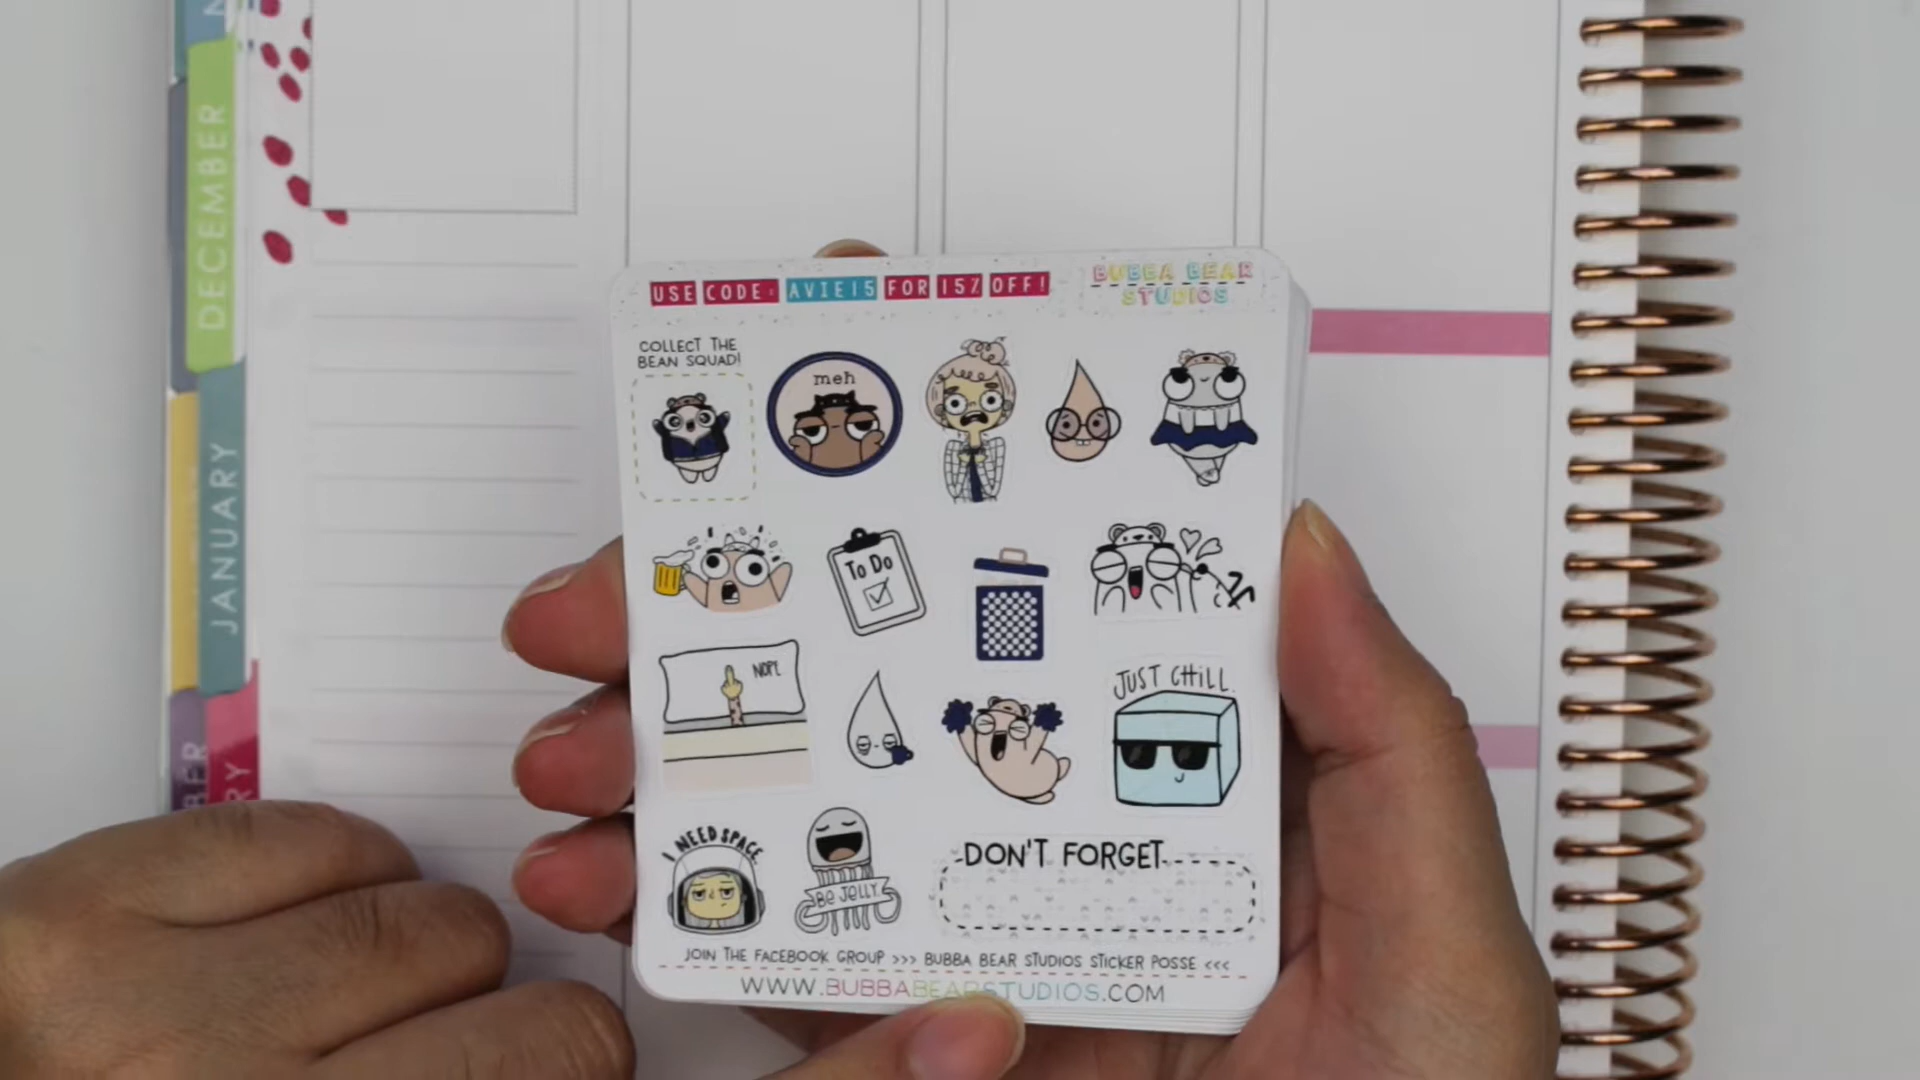 DECEMBER
JANUARY
USE CODE: AVIE15 FOR 15% OFF!
BUBBA BEAR
STUDIOS
COLLECT THE
BEAN SQUAD!
meh
To Do
NOPE
JUST CHILL.
I NEED SPACE
BE JELLY
DON'T FORGET
JOIN THE FACEBOOK GROUP >>> BUBBA BEAR STUDIOS STICKER POSSE <<<
WWW.BUBBABEARSTUDIOS.COM